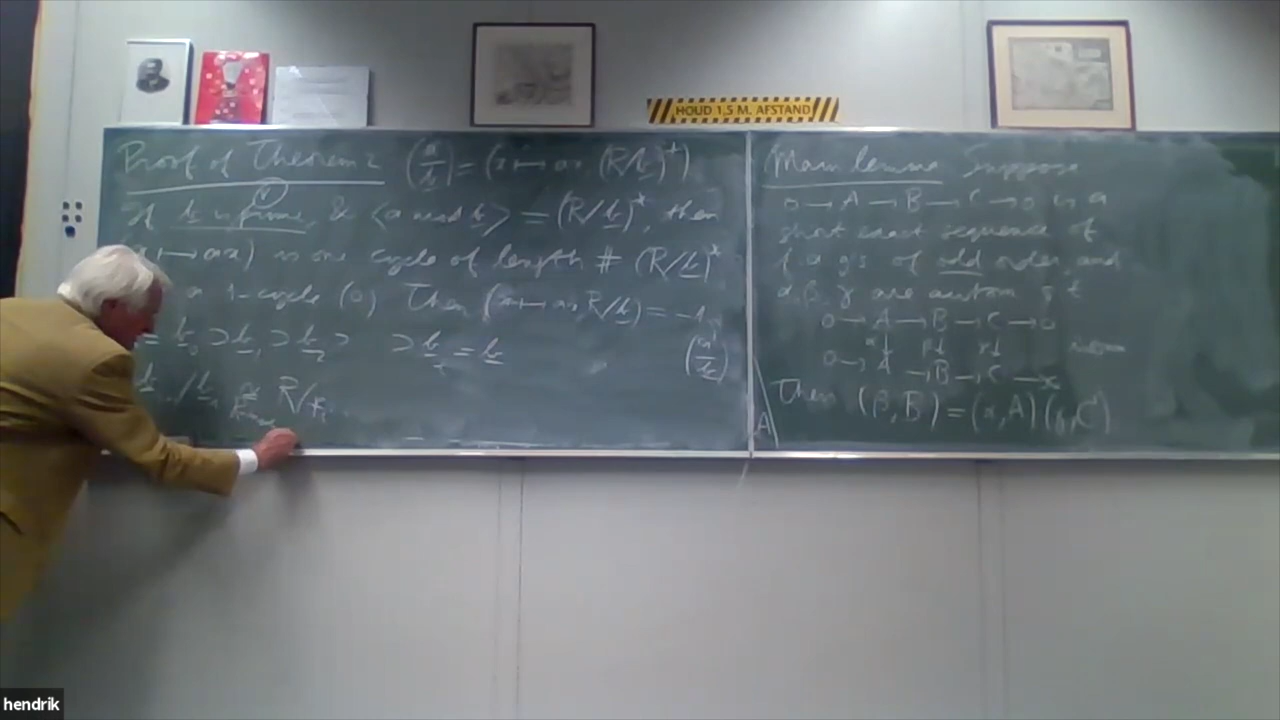 HOUD 1,5 M. AFSTAND
Proof of Theorem 2 (a/b) = (x ↦ ax, (R/b)⁺)
If b is prime, & ⟨a mod b⟩ = (R/b)*, then
↦ ax) is one cycle of length # (R/b)*
a 1-cycle (0). Then (x ↦ ax, R/b) = -1
= b₀ ⊃ b₁ ⊃ b₂ ⊃ ⊃ b = b (a/b)
≅ R/
Main lemma Suppose
0 → A → B → C → 0 is a
short exact sequence of
f.a.g.'s of odd order, and
α, β, γ are autom s.t.
0 → A → B → C → 0
α↓ β↓ γ↓
0 → A → B → C →
Then (β, B) = (α, A)(γ, C)
A
hendrik